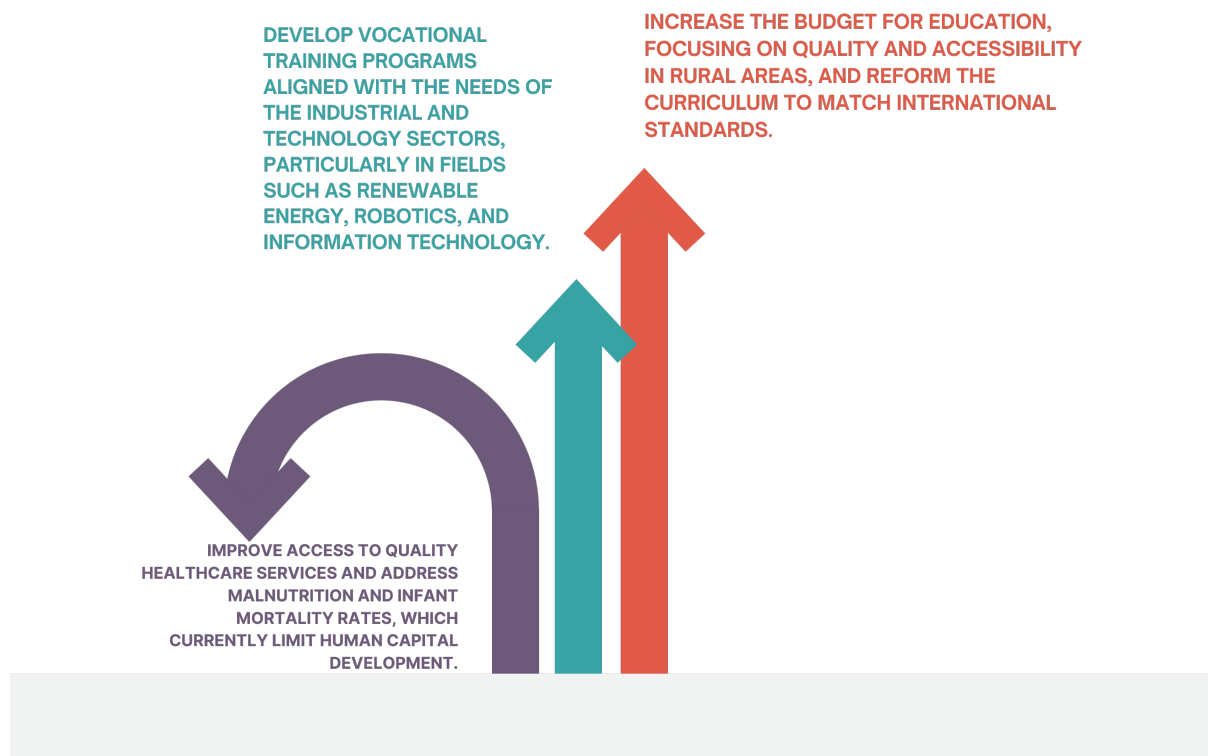 DEVELOP VOCATIONAL
TRAINING PROGRAMS
ALIGNED WITH THE NEEDS OF
THE INDUSTRIAL AND
TECHNOLOGY SECTORS,
PARTICULARLY IN FIELDS
SUCH AS RENEWABLE
ENERGY, ROBOTICS, AND
INFORMATION TECHNOLOGY.
INCREASE THE BUDGET FOR EDUCATION,
FOCUSING ON QUALITY AND ACCESSIBILITY
IN RURAL AREAS, AND REFORM THE
CURRICULUM TO MATCH INTERNATIONAL
STANDARDS.
IMPROVE ACCESS TO QUALITY
HEALTHCARE SERVICES AND ADDRESS
MALNUTRITION AND INFANT
MORTALITY RATES, WHICH
CURRENTLY LIMIT HUMAN CAPITAL
DEVELOPMENT.